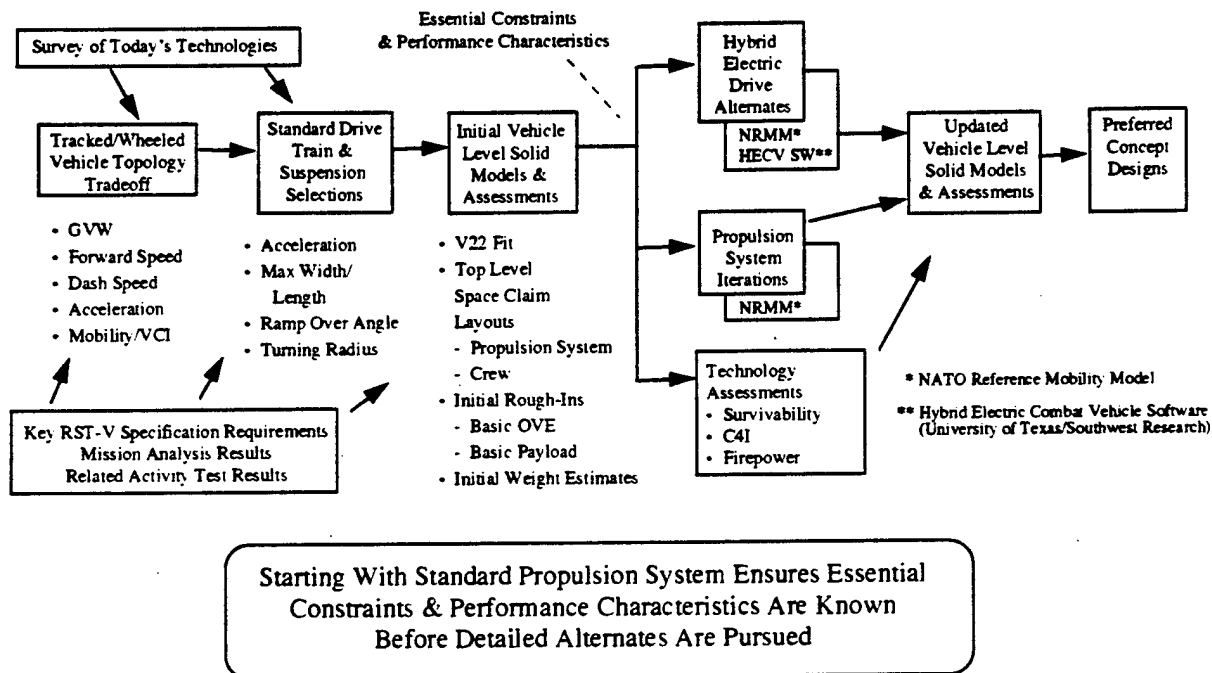 Survey of Today's Technologies
Essential Constraints
& Performance Characteristics
Tracked/Wheeled
Vehicle Topology
Tradeoff
• GVW
• Forward Speed
• Dash Speed
• Acceleration
• Mobility/VCI
Standard Drive
Train &
Suspension
Selections
• Acceleration
• Max Width/
Length
• Ramp Over Angle
• Turning Radius
Key RST-V Specification Requirements
Mission Analysis Results
Related Activity Test Results
Initial Vehicle
Level Solid
Models &
Assessments
• V22 Fit
• Top Level
Space Claim
Layouts
- Propulsion System
- Crew
• Initial Rough-Ins
- Basic OVE
- Basic Payload
• Initial Weight Estimates
Hybrid
Electric
Drive
Alternates
NRMM*
HECV SW**
Propulsion
System
Iterations
NRMM*
Technology
Assessments
• Survivability
• C4I
• Firepower
Updated
Vehicle Level
Solid Models
& Assessments
Preferred
Concept
Designs
* NATO Reference Mobility Model
** Hybrid Electric Combat Vehicle Software
(University of Texas/Southwest Research)
Starting With Standard Propulsion System Ensures Essential
Constraints & Performance Characteristics Are Known
Before Detailed Alternates Are Pursued